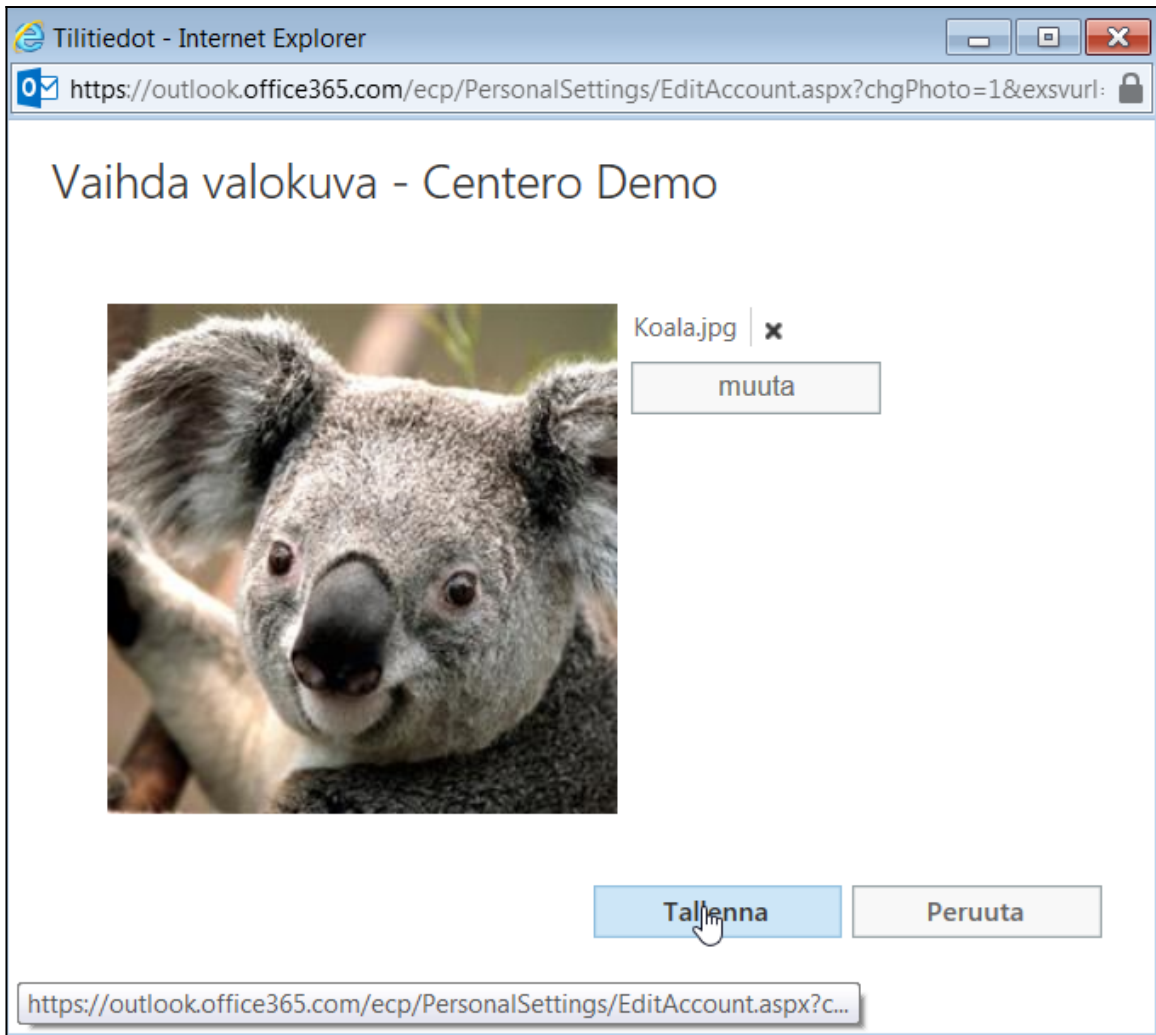 Tilitiedot - Internet Explorer
https://outlook.office365.com/ecp/PersonalSettings/EditAccount.aspx?chgPhoto=1&exsvurl=
Vaihda valokuva - Centero Demo
Koala.jpg
muuta
Tallenna
Peruuta
https://outlook.office365.com/ecp/PersonalSettings/EditAccount.aspx?c...